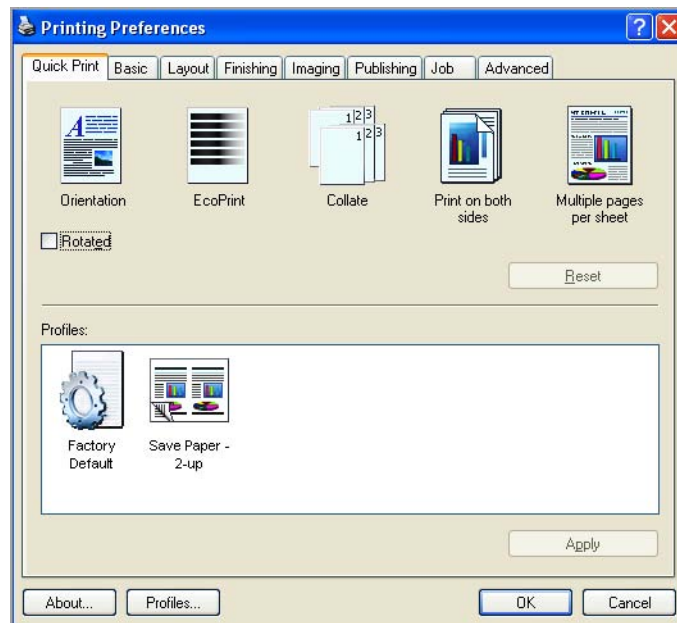 Printing Preferences
Quick Print Basic Layout Finishing Imaging Publishing Job Advanced
Orientation EcoPrint Collate Print on both sides Multiple pages per sheet
Rotated
Reset
Profiles:
Factory Default Save Paper - 2-up
Apply
About... Profiles... OK Cancel